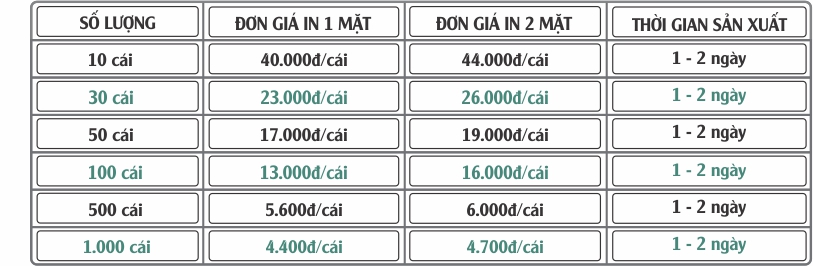 SỐ LƯỢNG ĐƠN GIÁ IN 1 MẶT ĐƠN GIÁ IN 2 MẶT THỜI GIAN SẢN XUẤT
10 cái 40.000đ/cái 44.000đ/cái 1 - 2 ngày
30 cái 23.000đ/cái 26.000đ/cái 1 - 2 ngày
50 cái 17.000đ/cái 19.000đ/cái 1 - 2 ngày
100 cái 13.000đ/cái 16.000đ/cái 1 - 2 ngày
500 cái 5.600đ/cái 6.000đ/cái 1 - 2 ngày
1.000 cái 4.400đ/cái 4.700đ/cái 1 - 2 ngày